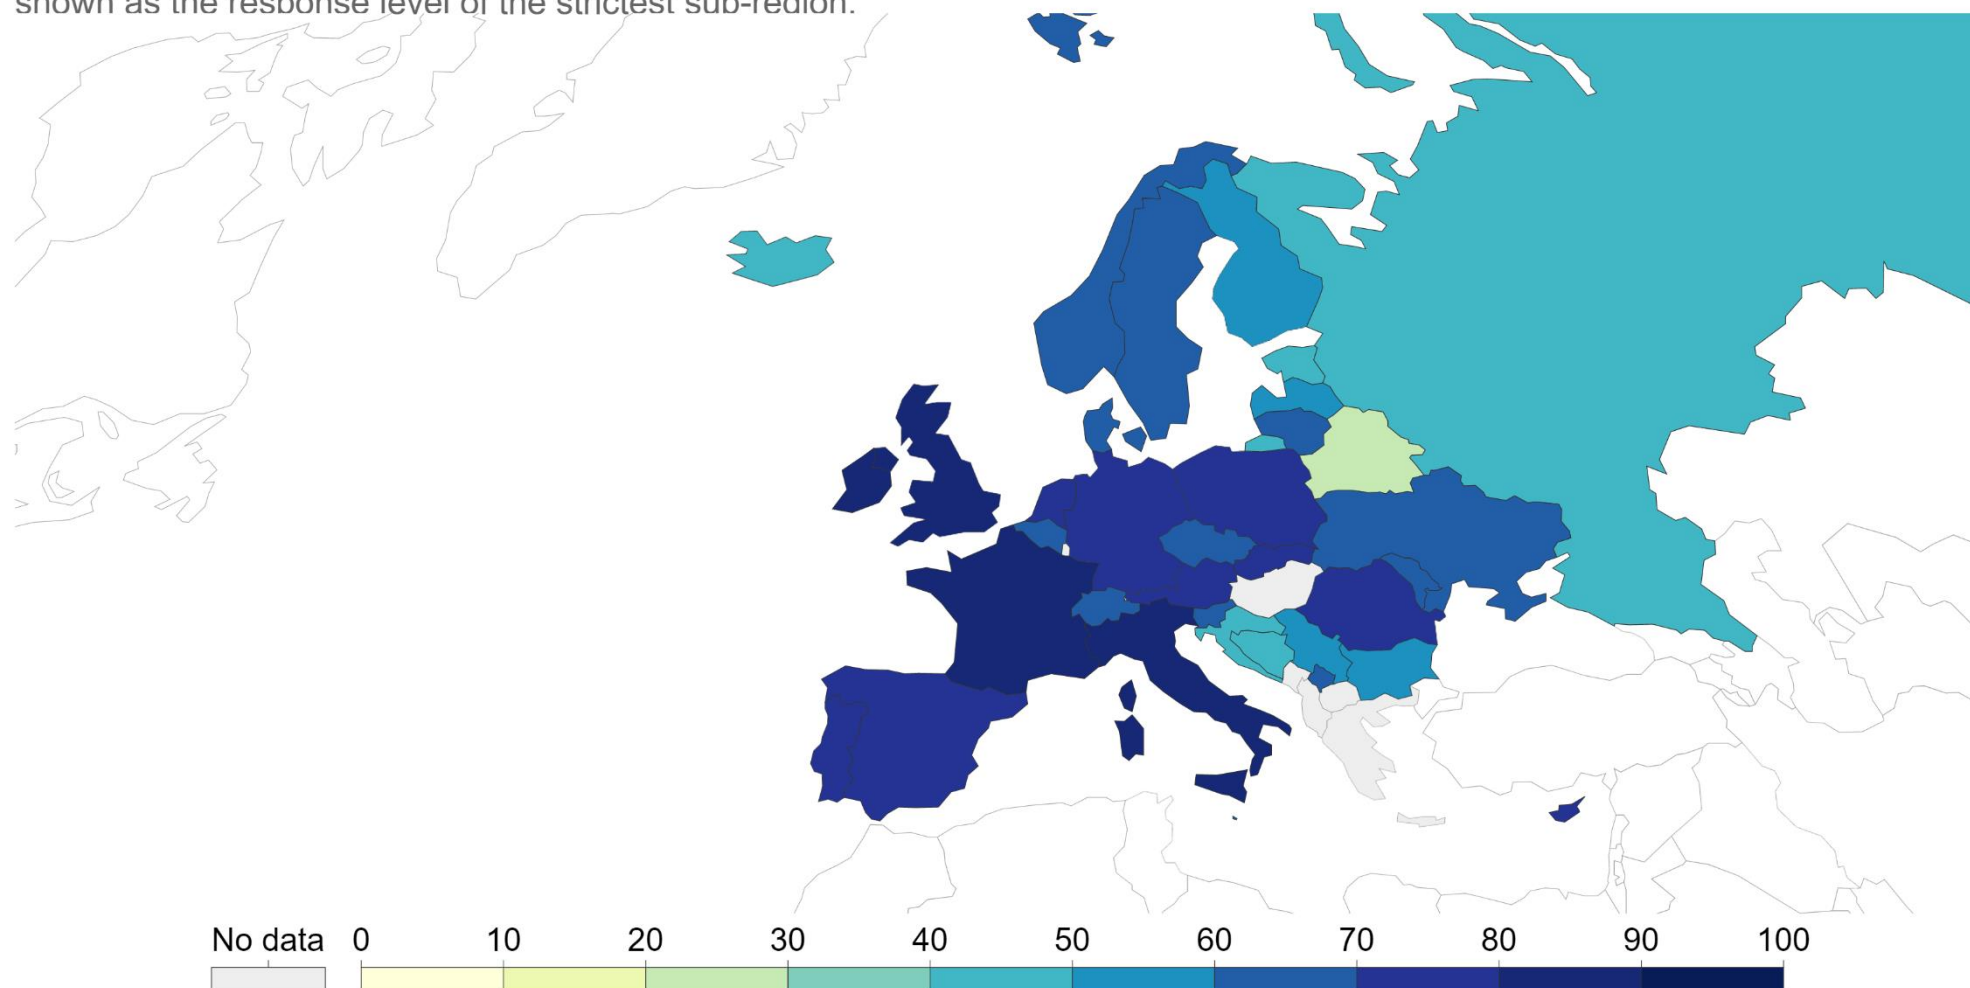 shown as the response level of the strictest sub-region.
No data 0 10 20 30 40 50 60 70 80 90 100